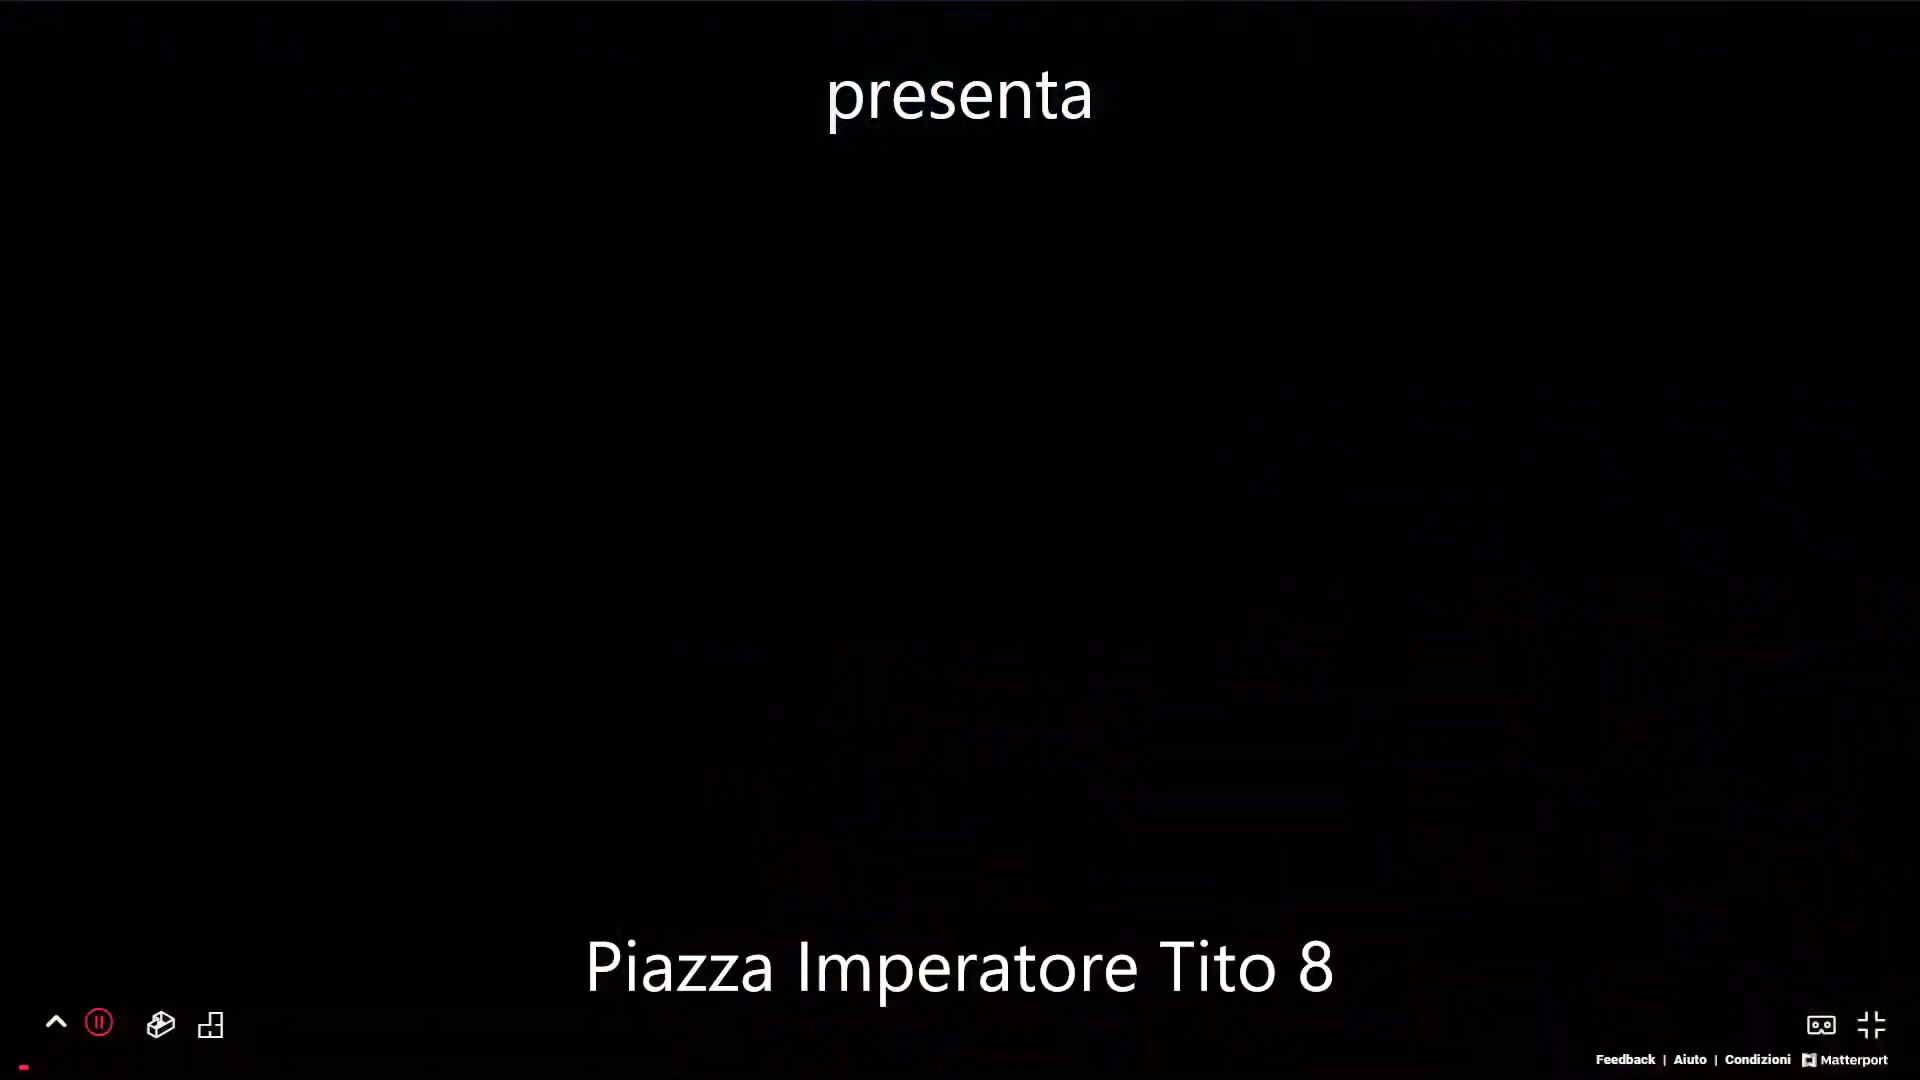 presenta
Piazza Imperatore Tito 8
Feedback | Aiuto | Condizioni Matterport